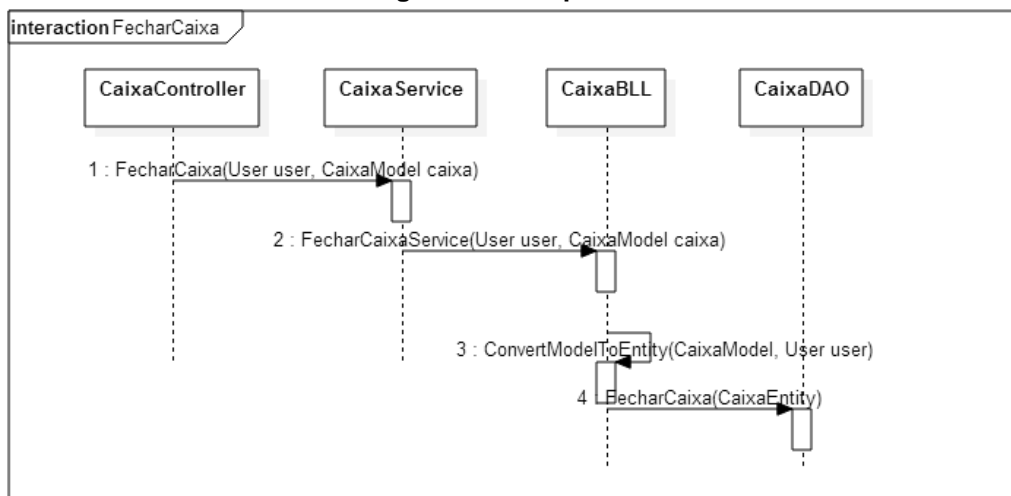 interaction FecharCaixa
CaixaController
CaixaService
CaixaBLL
CaixaDAO
1 : FecharCaixa(User user, CaixaModel caixa)
2 : FecharCaixaService(User user, CaixaModel caixa)
3 : ConvertModelToEntity(CaixaModel, User user)
4 : FecharCaixa(CaixaEntity)